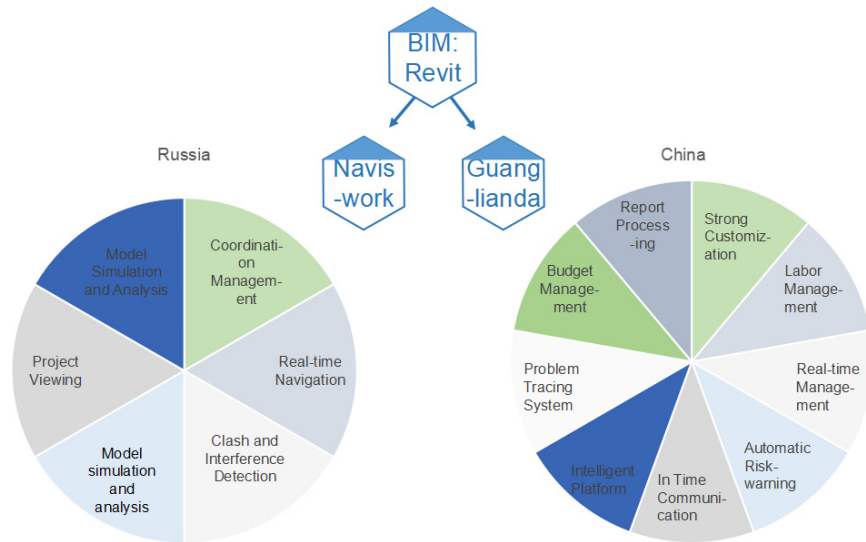 BIM:
Revit
Navis
-work
Guang
-lianda
Russia
Coordinati-
on
Managem-
ent
Real-time
Navigation
Clash and
Interference
Detection
Model
simulation
and
analysis
Project
Viewing
Model
Simulation
and Analysis
China
Strong
Customiz-
ation
Labor
Manage-
ment
Real-time
Manage-
ment
Automatic
Risk-
warning
In Time
Communi-
cation
Intelligent
Platform
Problem
Tracing
System
Budget
Manage-
ment
Report
Process
-ing